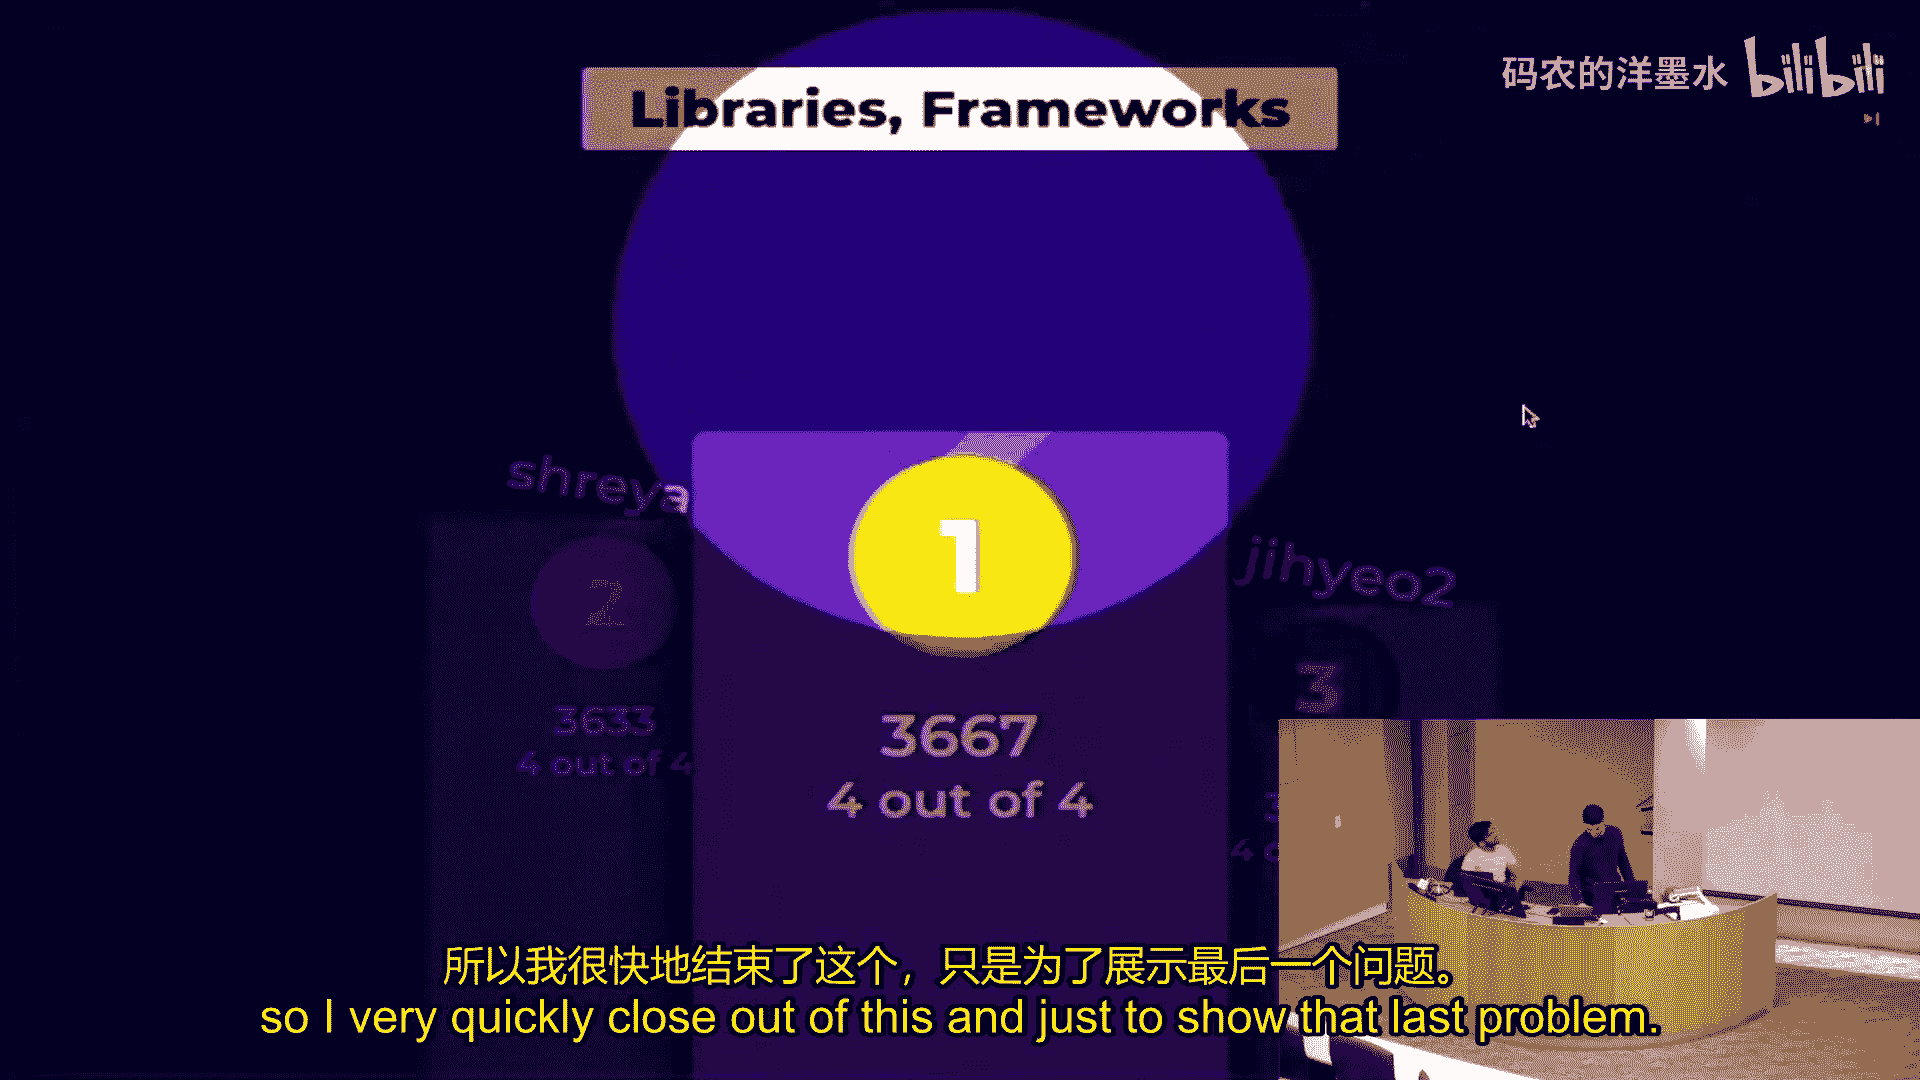 码农的洋墨水 bilibili
Libraries, Frameworks
shreya
1
jihyeo2
2
3
3633
3667
4 out of 4
4 out of 4
所以我很快地结束了这个，只是为了展示最后一个问题。
so I very quickly close out of this and just to show that last problem.